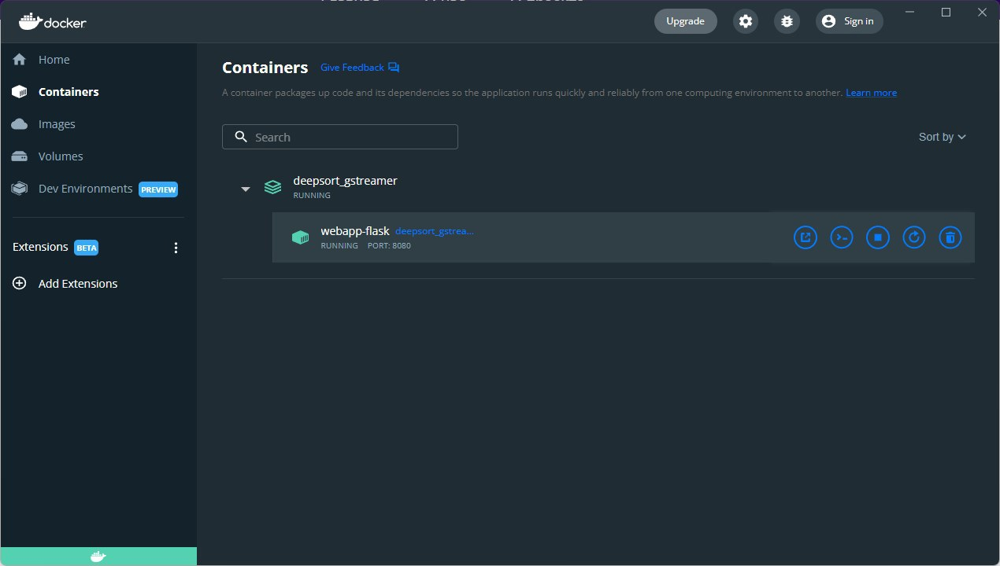 docker
Upgrade
Sign in
Home
Containers
Images
Volumes
Dev Environments PREVIEW
Extensions BETA
Add Extensions
Containers Give Feedback
A container packages up code and its dependencies so the application runs quickly and reliably from one computing environment to another. Learn more
Search
Sort by
deepsort_gstreamer
RUNNING
webapp-flask deepsort_gstrea...
RUNNING PORT: 8080